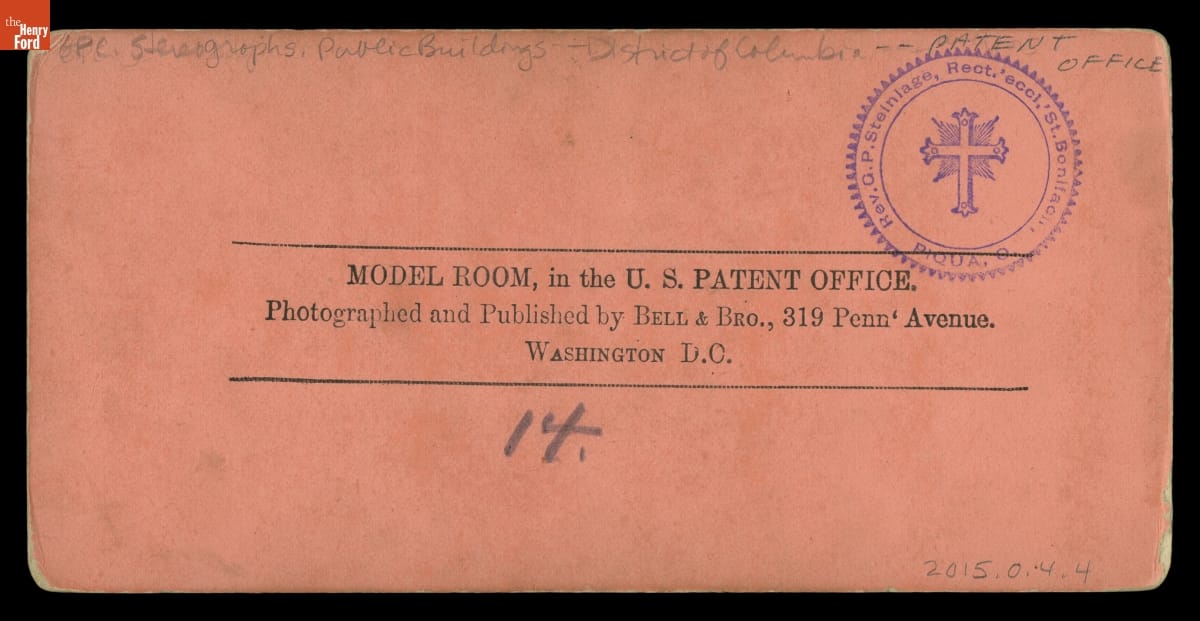 the
Henry
Ford
EPC. Stereographs. Public Buildings -- District of Columbia -- PATENT
OFFICE
Rev. G. P. Steinlage, Rect. 'eccl.' St. Bonifach,
PIQUA, O.
MODEL ROOM, in the U. S. PATENT OFFICE.
Photographed and Published by BELL & BRO., 319 Penn' Avenue.
WASHINGTON D.C.
14.
2015.0.4.4